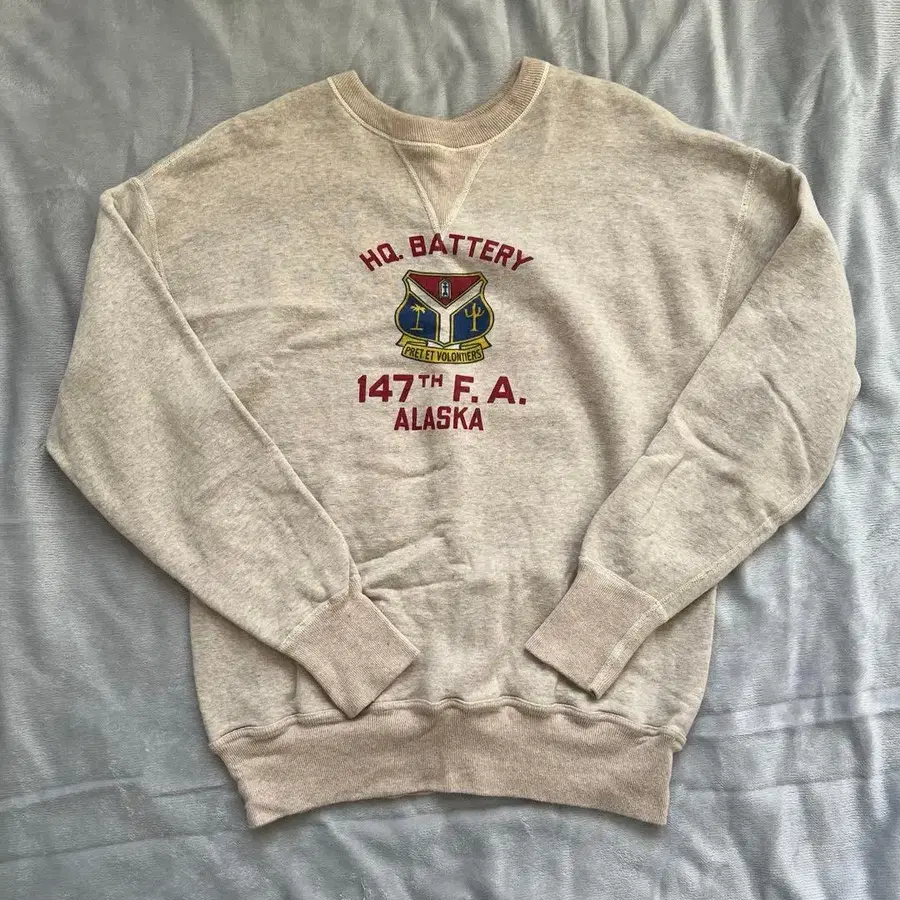 HQ. BATTERY
PRET ET VOLONTIERS
147TH F. A.
ALASKA